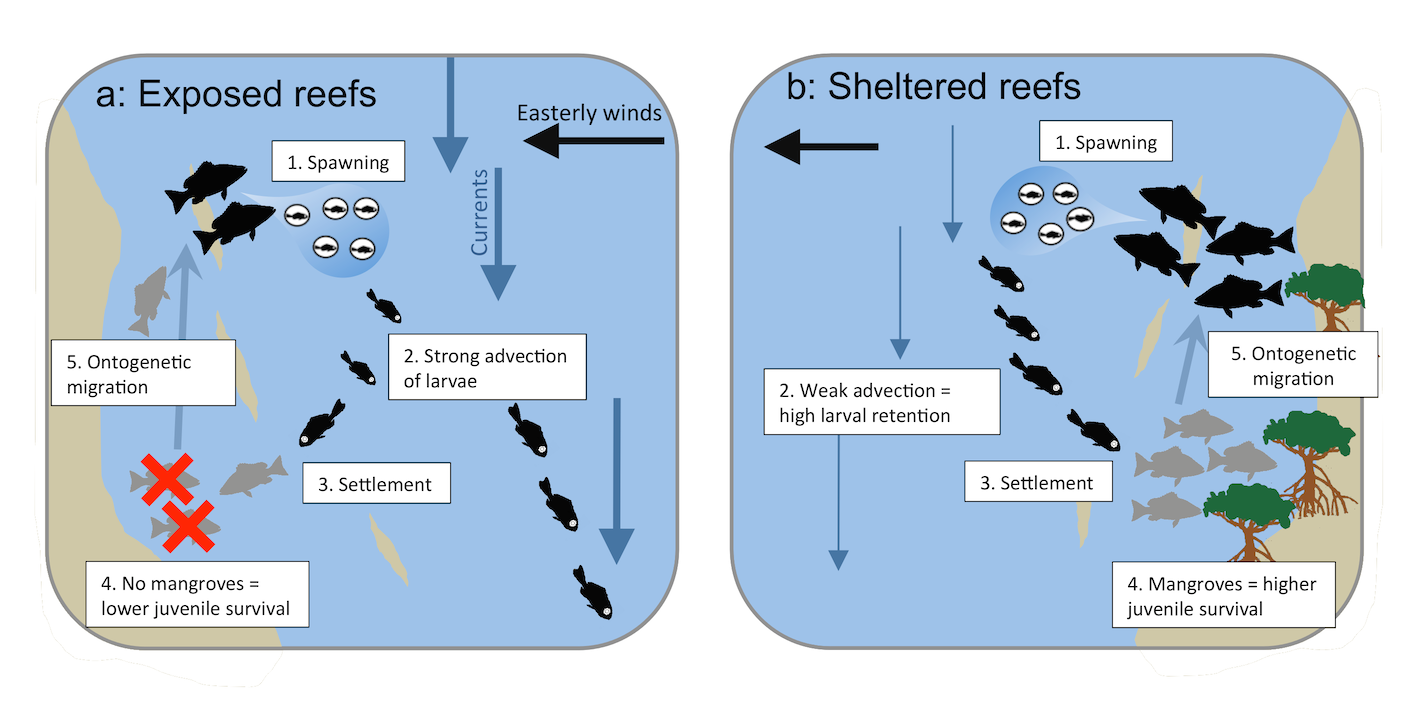 a: Exposed reefs
Easterly winds
1. Spawning
Currents
2. Strong advection
of larvae
5. Ontogenetic
migration
3. Settlement
4. No mangroves =
lower juvenile survival
b: Sheltered reefs
1. Spawning
5. Ontogenetic
migration
2. Weak advection =
high larval retention
3. Settlement
4. Mangroves = higher
juvenile survival